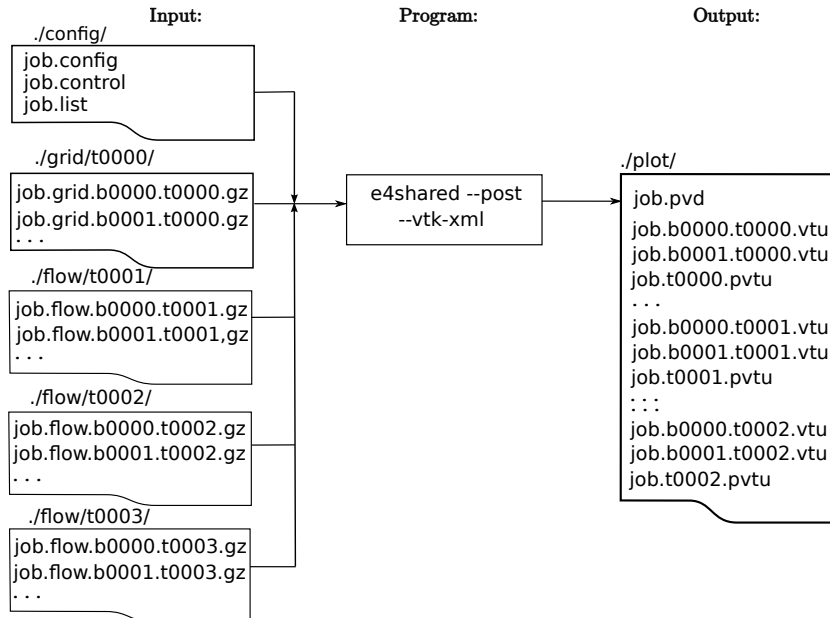 Input:
Program:
Output:
./config/
job.config
job.control
job.list
./grid/t0000/
job.grid.b0000.t0000.gz
job.grid.b0001.t0000.gz
...
./flow/t0001/
job.flow.b0000.t0001.gz
job.flow.b0001.t0001,gz
...
./flow/t0002/
job.flow.b0000.t0002.gz
job.flow.b0001.t0002.gz
...
./flow/t0003/
job.flow.b0000.t0003.gz
job.flow.b0001.t0003.gz
...
e4shared --post
--vtk-xml
./plot/
job.pvd
job.b0000.t0000.vtu
job.b0001.t0000.vtu
job.t0000.pvtu
...
job.b0000.t0001.vtu
job.b0001.t0001.vtu
job.t0001.pvtu
:::
job.b0000.t0002.vtu
job.b0001.t0002.vtu
job.t0002.pvtu